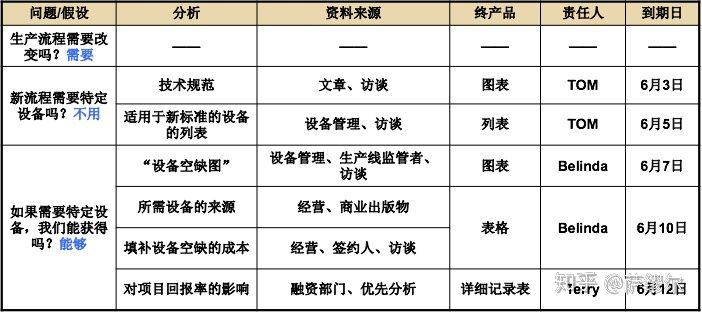 问题/假设 分析 资料来源 终产品 责任人 到期日
生产流程需要改
变吗？需要 —— —— —— —— ——
新流程需要特定
设备吗？不用
技术规范 文章、访谈 图表 TOM 6月3日
适用于新标准的设备
的列表 设备管理、访谈 列表 TOM 6月5日
如果需要特定设
备，我们能获得
吗？能够
“设备空缺图” 设备管理、生产线监管者、
访谈 图表 Belinda 6月7日
所需设备的来源 经营、商业出版物
填补设备空缺的成本 经营、签约人、访谈
表格 Belinda 6月10日
对项目回报率的影响 融资部门、优先分析 详细记录表 Terry 6月12日
知乎